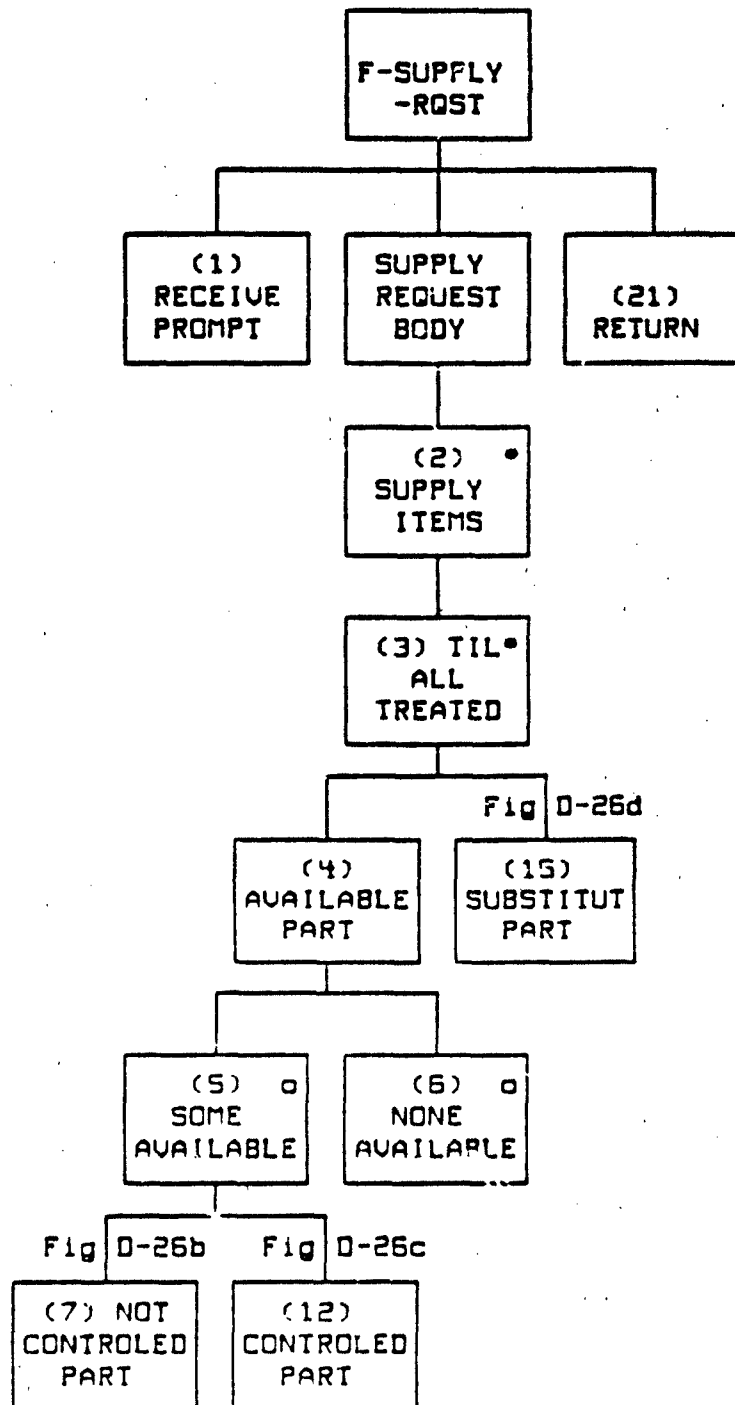 F-SUPPLY
-RQST
(1)
RECEIVE
PROMPT
SUPPLY
REQUEST
BODY
(21)
RETURN
(2) *
SUPPLY
ITEMS
(3) TIL*
ALL
TREATED
Fig D-26d
(4)
AVAILABLE
PART
(15)
SUBSTITUT
PART
(5) o
SOME
AVAILABLE
(6) o
NONE
AVAILABLE
Fig D-26b
Fig D-26c
(7) NOT
CONTROLED
PART
(12)
CONTROLED
PART